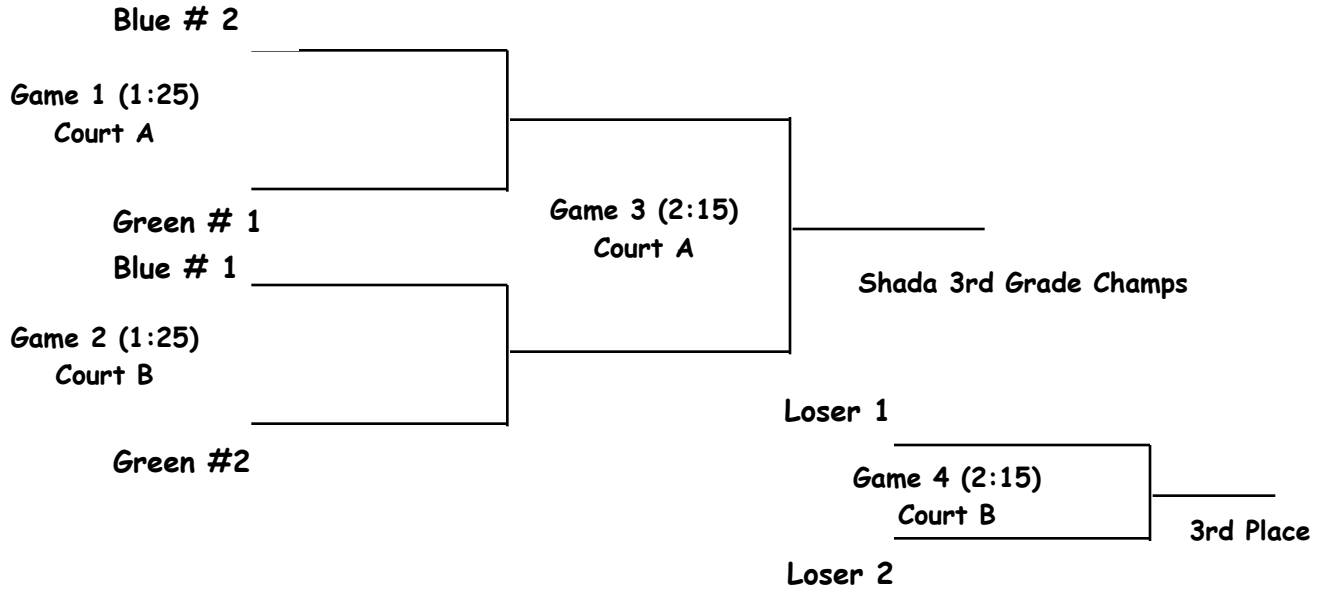 Blue # 2
Game 1 (1:25)
Court A
Green # 1
Blue # 1
Game 2 (1:25)
Court B
Green #2
Game 3 (2:15)
Court A
Shada 3rd Grade Champs
Loser 1
Game 4 (2:15)
Court B
Loser 2
3rd Place